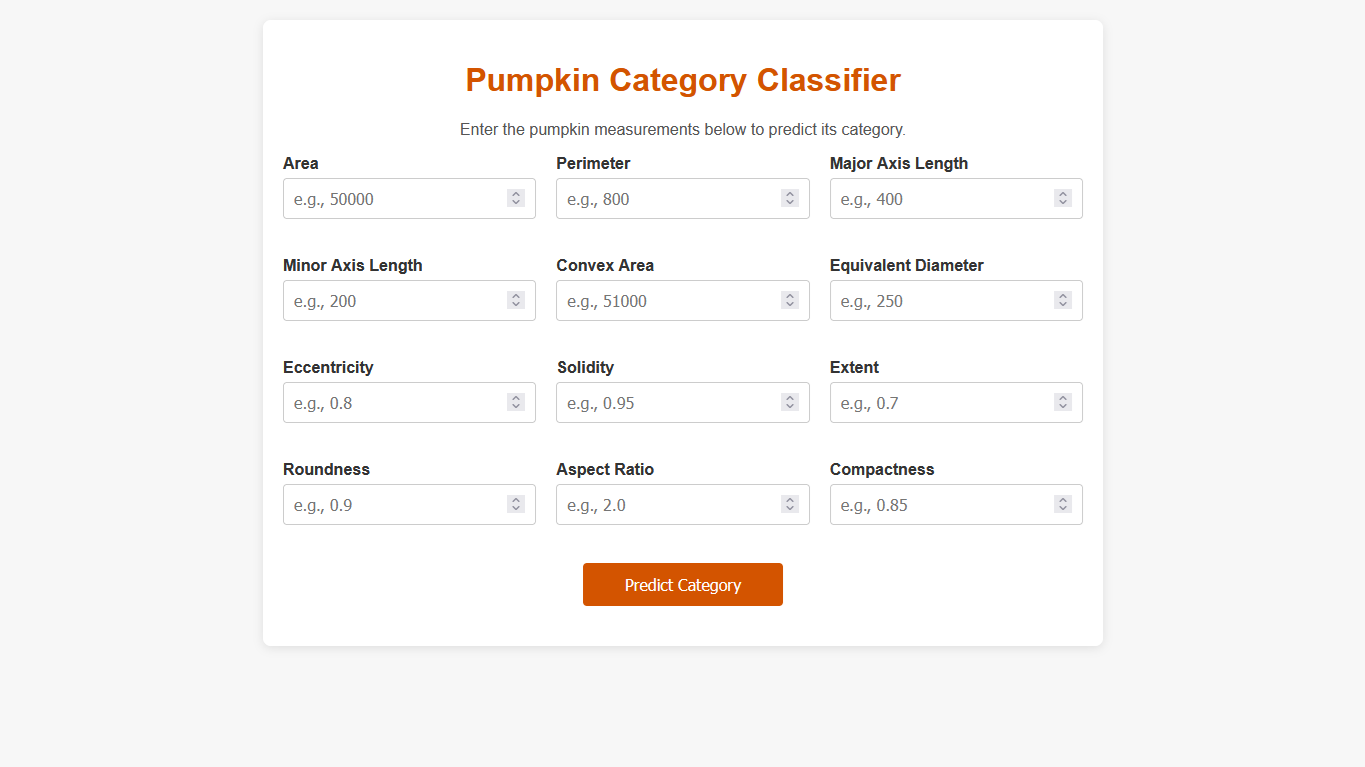 Pumpkin Category Classifier
Enter the pumpkin measurements below to predict its category.
Area Perimeter Major Axis Length
e.g., 50000 e.g., 800 e.g., 400
Minor Axis Length Convex Area Equivalent Diameter
e.g., 200 e.g., 51000 e.g., 250
Eccentricity Solidity Extent
e.g., 0.8 e.g., 0.95 e.g., 0.7
Roundness Aspect Ratio Compactness
e.g., 0.9 e.g., 2.0 e.g., 0.85
Predict Category